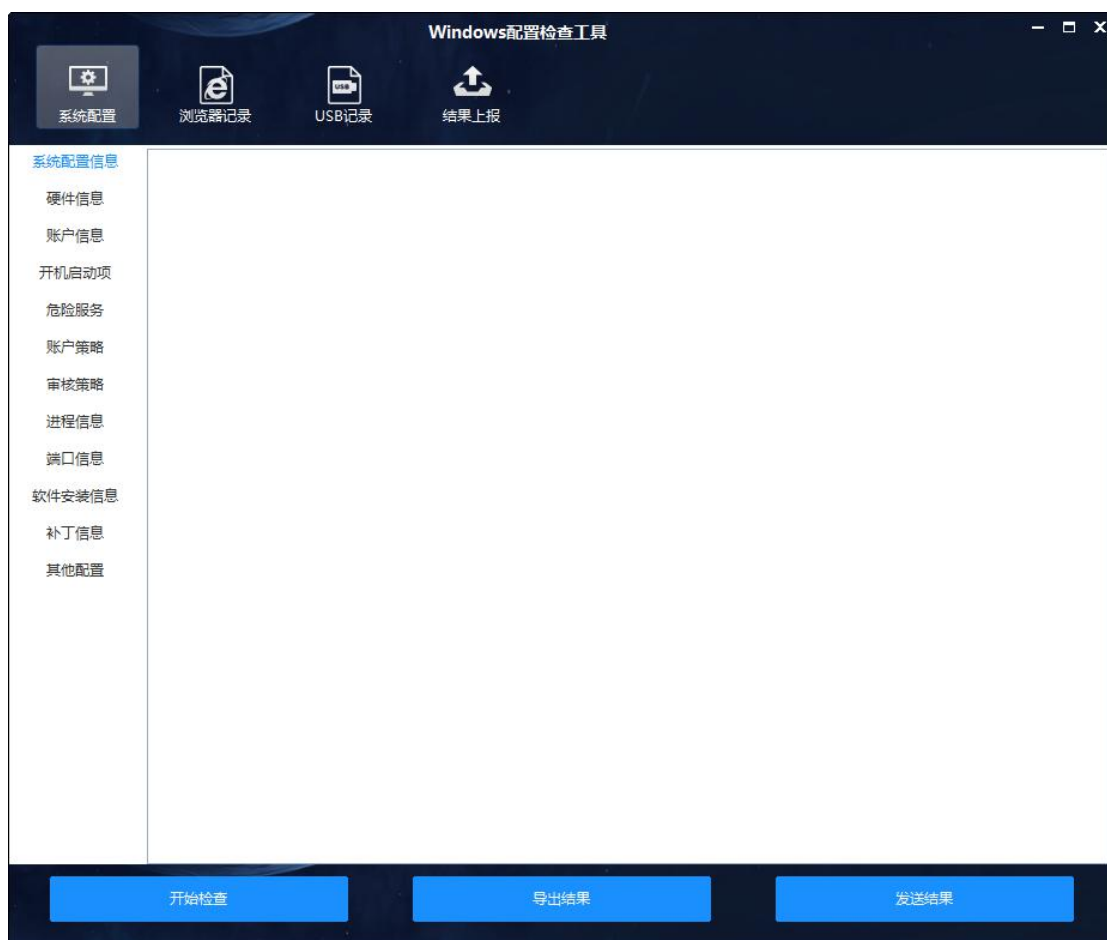 Windows配置检查工具
系统配置
浏览器记录
USB
USB记录
结果上报
系统配置信息
硬件信息
账户信息
开机启动项
危险服务
账户策略
审核策略
进程信息
端口信息
软件安装信息
补丁信息
其他配置
开始检查
导出结果
发送结果